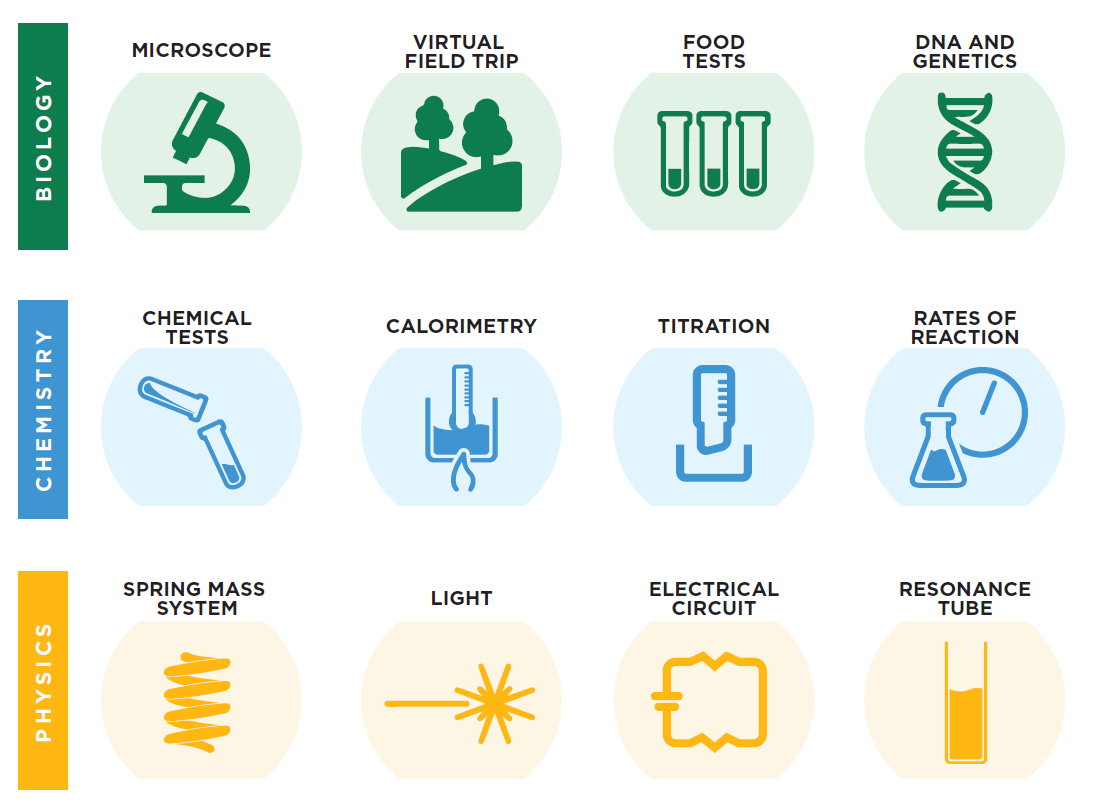 BIOLOGY
MICROSCOPE
VIRTUAL
FIELD TRIP
FOOD
TESTS
DNA AND
GENETICS
CHEMISTRY
CHEMICAL
TESTS
CALORIMETRY
TITRATION
RATES OF
REACTION
PHYSICS
SPRING MASS
SYSTEM
LIGHT
ELECTRICAL
CIRCUIT
RESONANCE
TUBE